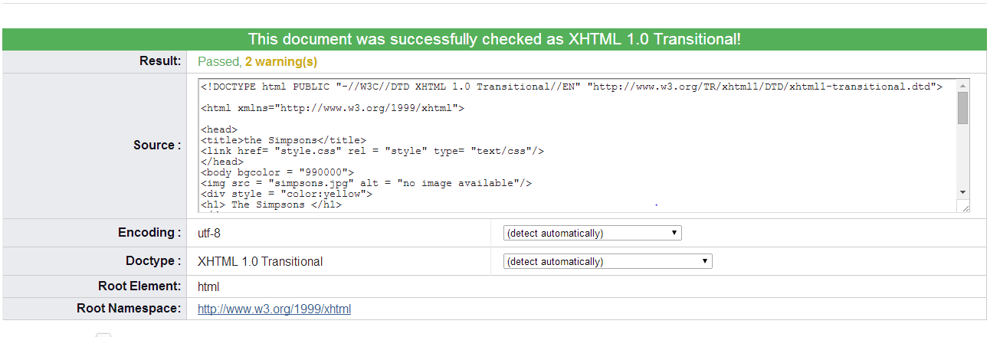 This document was successfully checked as XHTML 1.0 Transitional!
Result: Passed, 2 warning(s)
Source :
<!DOCTYPE html PUBLIC "-//W3C//DTD XHTML 1.0 Transitional//EN" "http://www.w3.org/TR/xhtml1/DTD/xhtml1-transitional.dtd">
<html xmlns="http://www.w3.org/1999/xhtml">
<head>
<title>the Simpsons</title>
<link href= "style.css" rel = "style" type= "text/css"/>
</head>
<body bgcolor = "990000">
<img src = "simpsons.jpg" alt = "no image available"/>
<div style = "color:yellow">
<h1> The Simpsons </h1>
Encoding : utf-8 (detect automatically)
Doctype : XHTML 1.0 Transitional (detect automatically)
Root Element: html
Root Namespace: http://www.w3.org/1999/xhtml